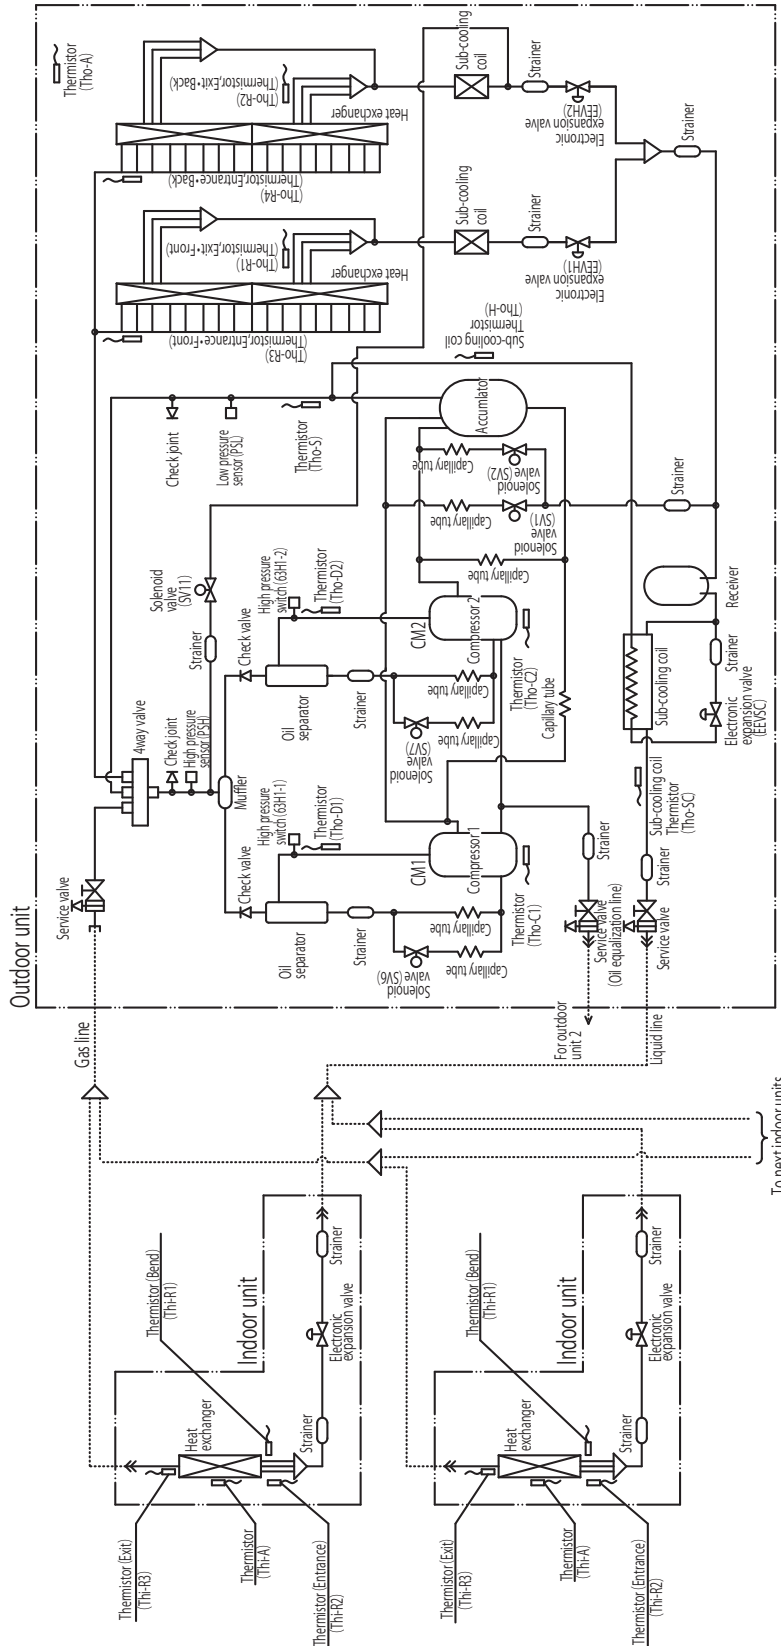 Outdoor unit
Thermistor
(Tho-A)
(Tho-R2)
(Thermistor,Exit•Back)
Heat exchanger
(Tho-R4)
(Thermistor,Entrance•Back)
Sub-cooling
coil
Strainer
Electronic
expansion valve
(EEVH2)
Strainer
(Tho-R1)
(Thermistor,Exit•Front)
Heat exchanger
(Tho-R3)
(Thermistor,Entrance•Front)
Sub-cooling
coil
Strainer
Electronic
expansion valve
(EEVH1)
Sub-cooling coil
Thermistor
(Tho-H)
Check joint
Low pressure
sensor (PSL)
Thermistor
(Tho-S)
Accumlator
Capillary tube
Solenoid
valve
(SV2)
Capillary tube
Solenoid
valve
(SV1)
Strainer
Capillary tube
Receiver
Solenoid
valve
(SV11)
Strainer
High pressure
switch (63H1-2)
Thermistor
(Tho-D2)
Check valve
Oil
separator
Strainer
CM2
Compressor 2
Thermistor
(Tho-C2)
Capillary tube
Capillary tube
Solenoid
valve
(SV7)
Capillary tube
Sub-cooling coil
Strainer
Electronic
expansion valve
(EEVSC)
4way valve
Check joint
High pressure
sensor (PSH)
Muffler
High pressure
switch (63H1-1)
Thermistor
(Tho-D1)
Check valve
Oil
separator
Strainer
CM1
Compressor1
Thermistor
(Tho-C1)
Capillary tube
Solenoid
valve (SV6)
Capillary tube
Sub-cooling coil
Thermistor
(Tho-SC)
Strainer
Strainer
Service valve
Service valve
(Oil equalization line)
Service valve
Gas line
For outdoor
unit 2
Liquid line
To next indoor units
Indoor unit
Thermistor (Bend)
(Thi-R1)
Heat
exchanger
Strainer
Electronic
expansion valve
Strainer
Thermistor (Exit)
(Thi-R3)
Thermistor
(Thi-A)
Thermistor (Entrance)
(Thi-R2)
Indoor unit
Thermistor (Bend)
(Thi-R1)
Heat
exchanger
Strainer
Electronic
expansion valve
Strainer
Thermistor (Exit)
(Thi-R3)
Thermistor
(Thi-A)
Thermistor (Entrance)
(Thi-R2)